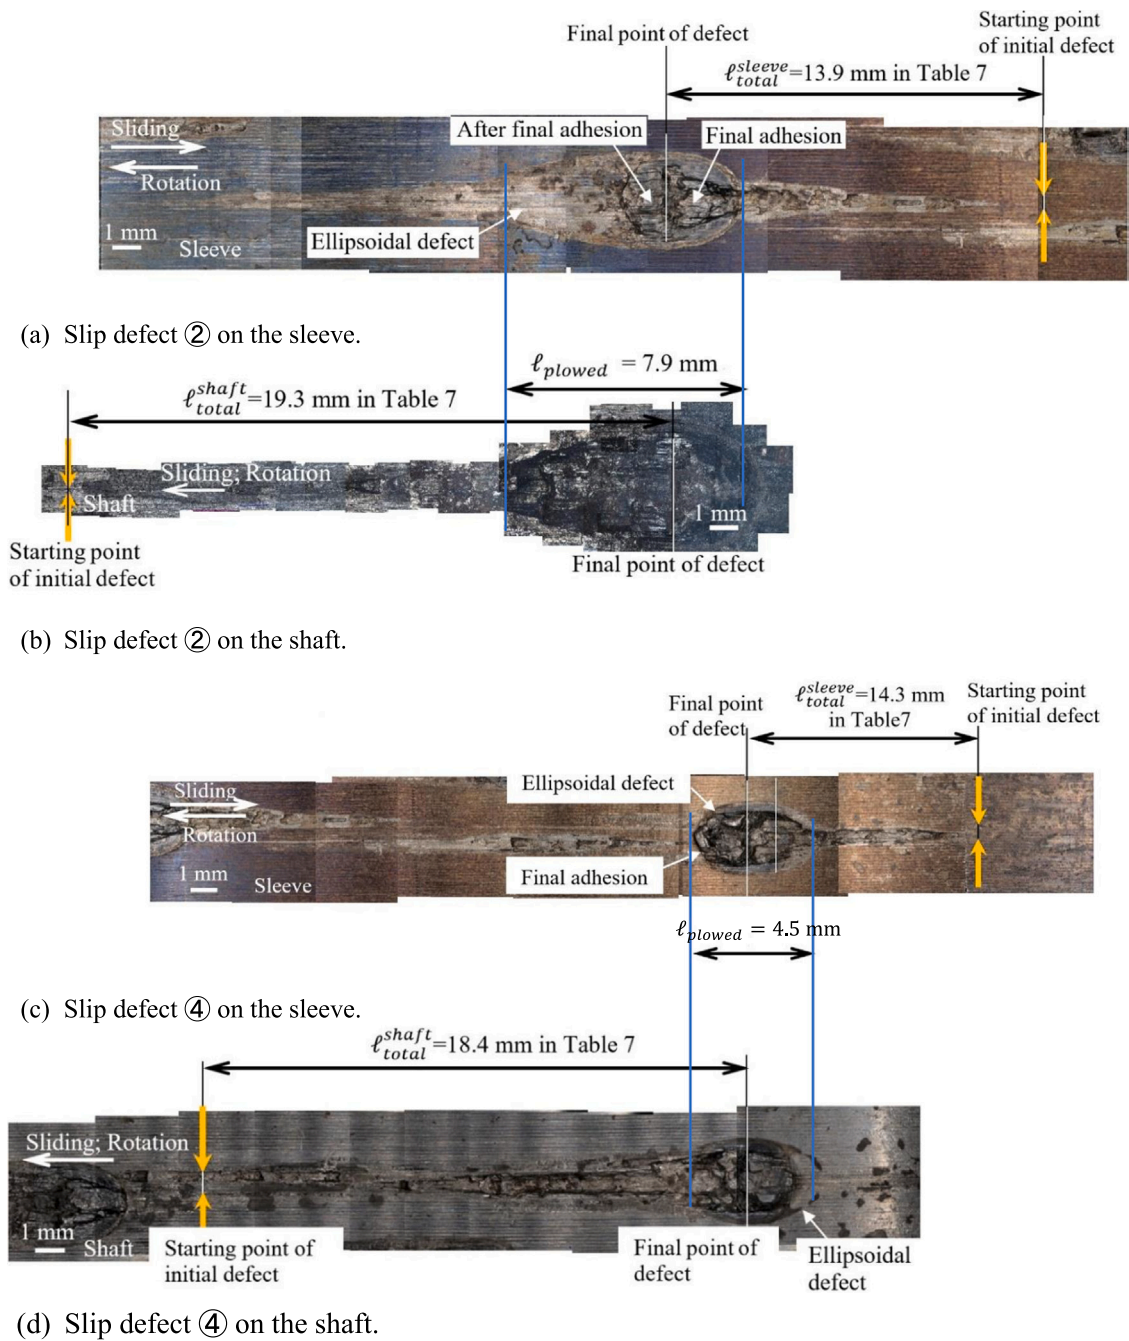 Final point of defect
Starting point
of initial defect
ℓ_total^sleeve=13.9 mm in Table 7
Sliding
Rotation
After final adhesion
Final adhesion
Ellipsoidal defect
1 mm
Sleeve
(a) Slip defect ② on the sleeve.
ℓ_plowed = 7.9 mm
ℓ_total^shaft=19.3 mm in Table 7
Sliding; Rotation
Shaft
1 mm
Starting point
of initial defect
Final point of defect
(b) Slip defect ② on the shaft.
Final point
of defect
ℓ_total^sleeve=14.3 mm
in Table7
Starting point
of initial defect
Sliding
Rotation
Ellipsoidal defect
Final adhesion
1 mm
Sleeve
ℓ_plowed = 4.5 mm
(c) Slip defect ④ on the sleeve.
ℓ_total^shaft=18.4 mm in Table 7
Sliding; Rotation
1 mm
Shaft
Starting point of
initial defect
Final point of
defect
Ellipsoidal
defect
(d) Slip defect ④ on the shaft.